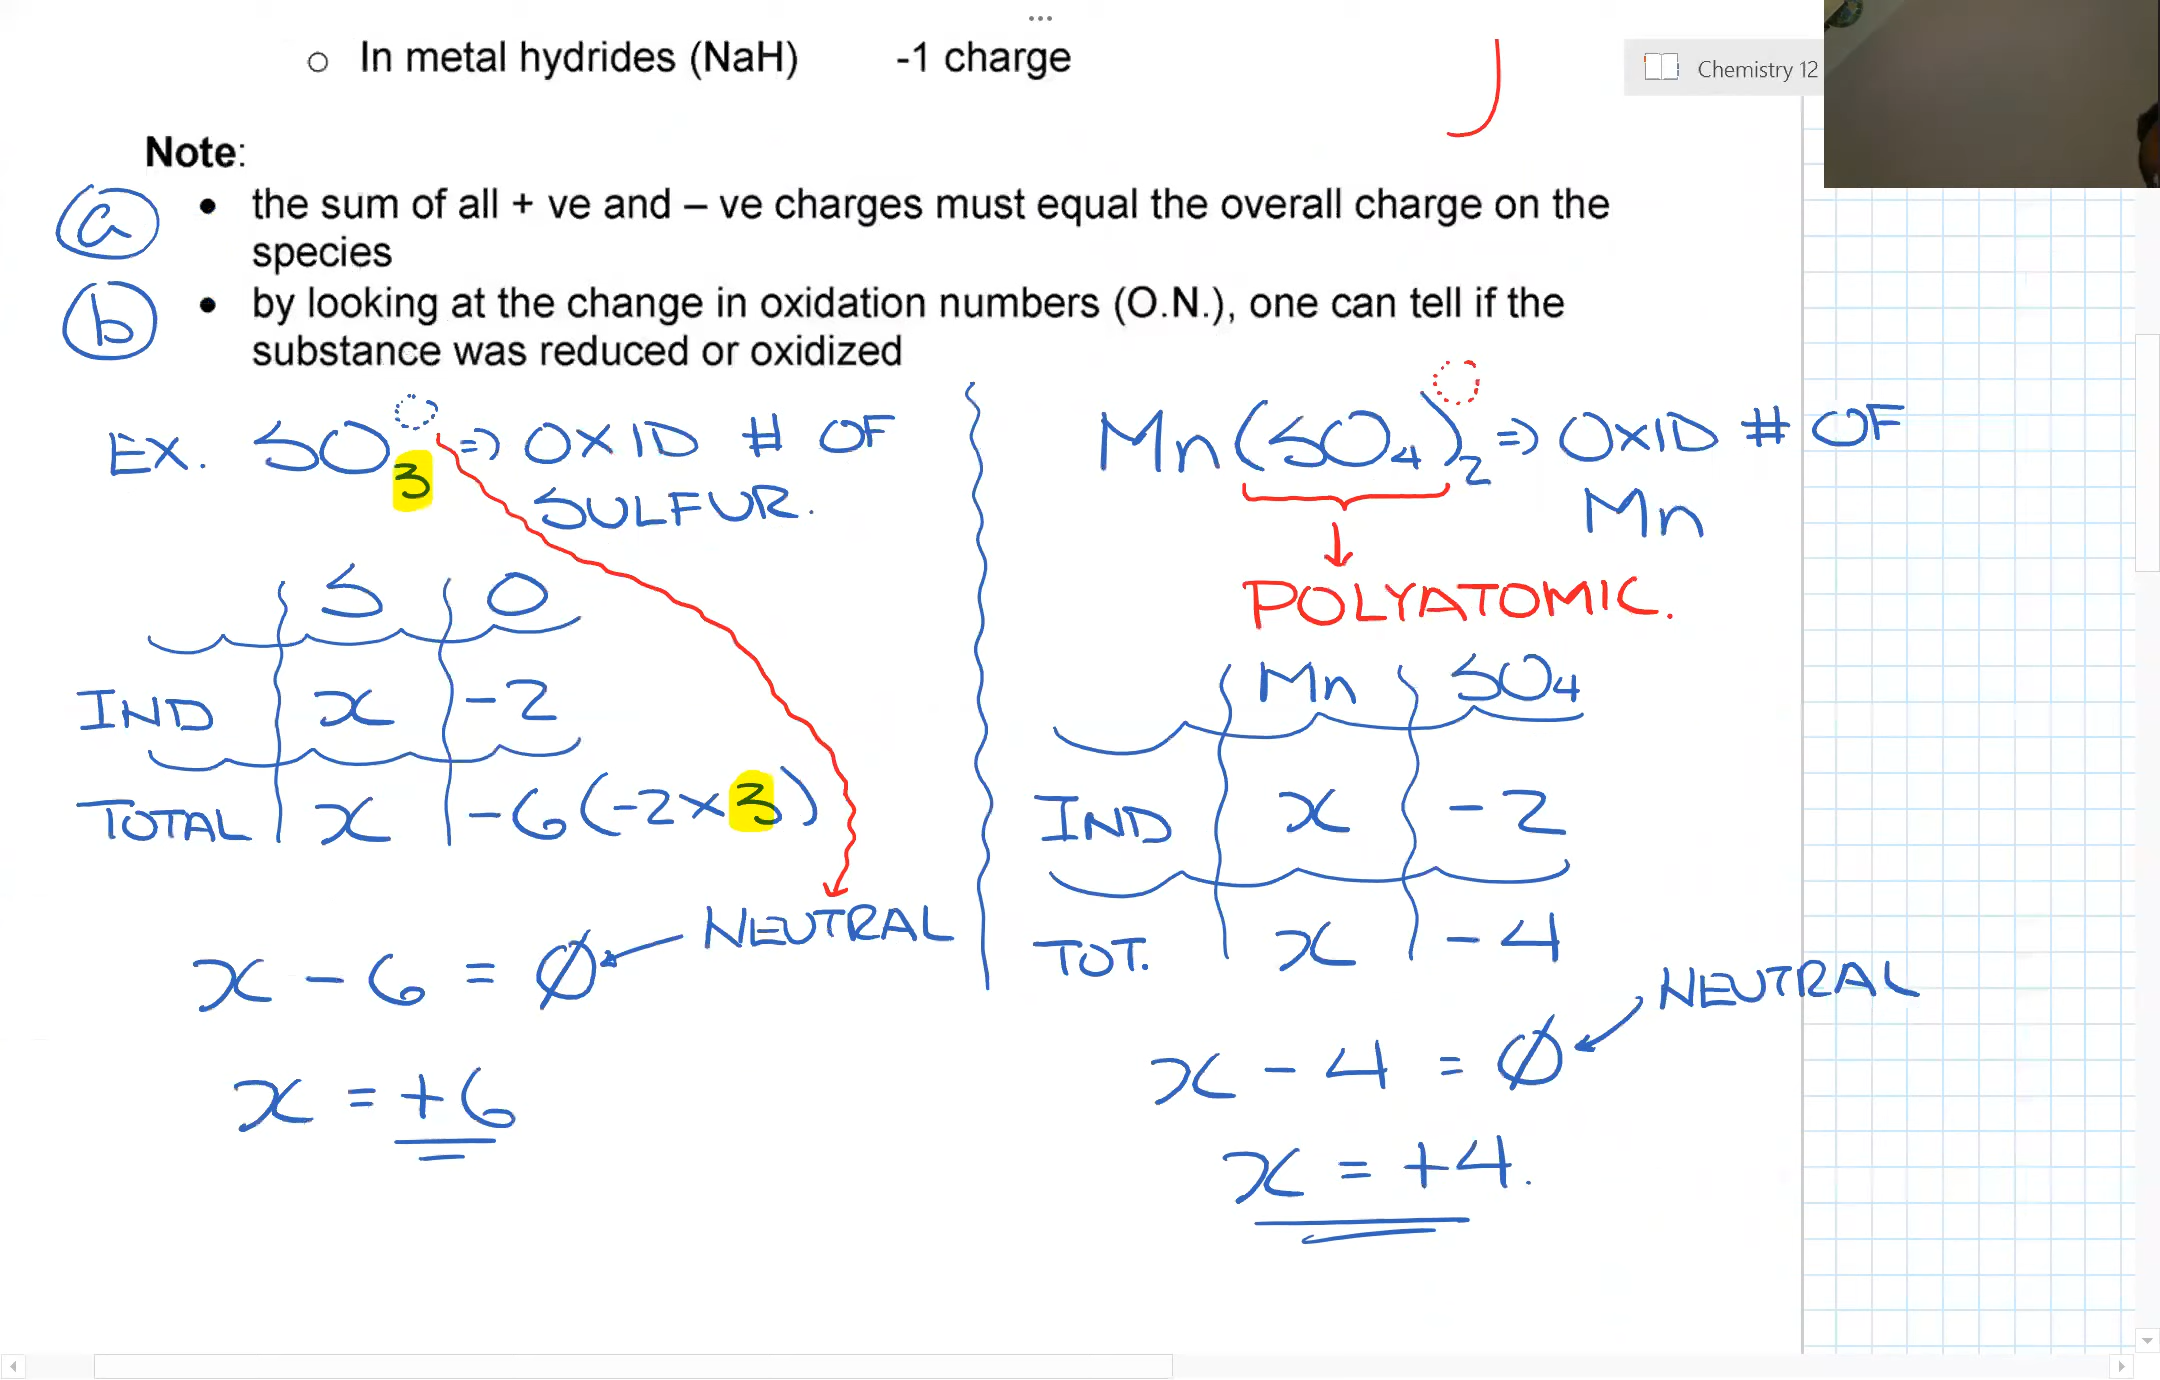 ...
○ In metal hydrides (NaH) -1 charge
Chemistry 12
Note:
a • the sum of all + ve and – ve charges must equal the overall charge on the
species
b • by looking at the change in oxidation numbers (O.N.), one can tell if the
substance was reduced or oxidized
EX. SO₃ => OXID # OF
SULFUR.
S O
IND x -2
TOTAL x -6 (-2×3)
NEUTRAL
x - 6 = Ø
x = +6
Mn(SO₄)₂ => OXID # OF
Mn
POLYATOMIC.
Mn SO₄
IND x -2
TOT. x -4
NEUTRAL
x - 4 = Ø
x = +4.